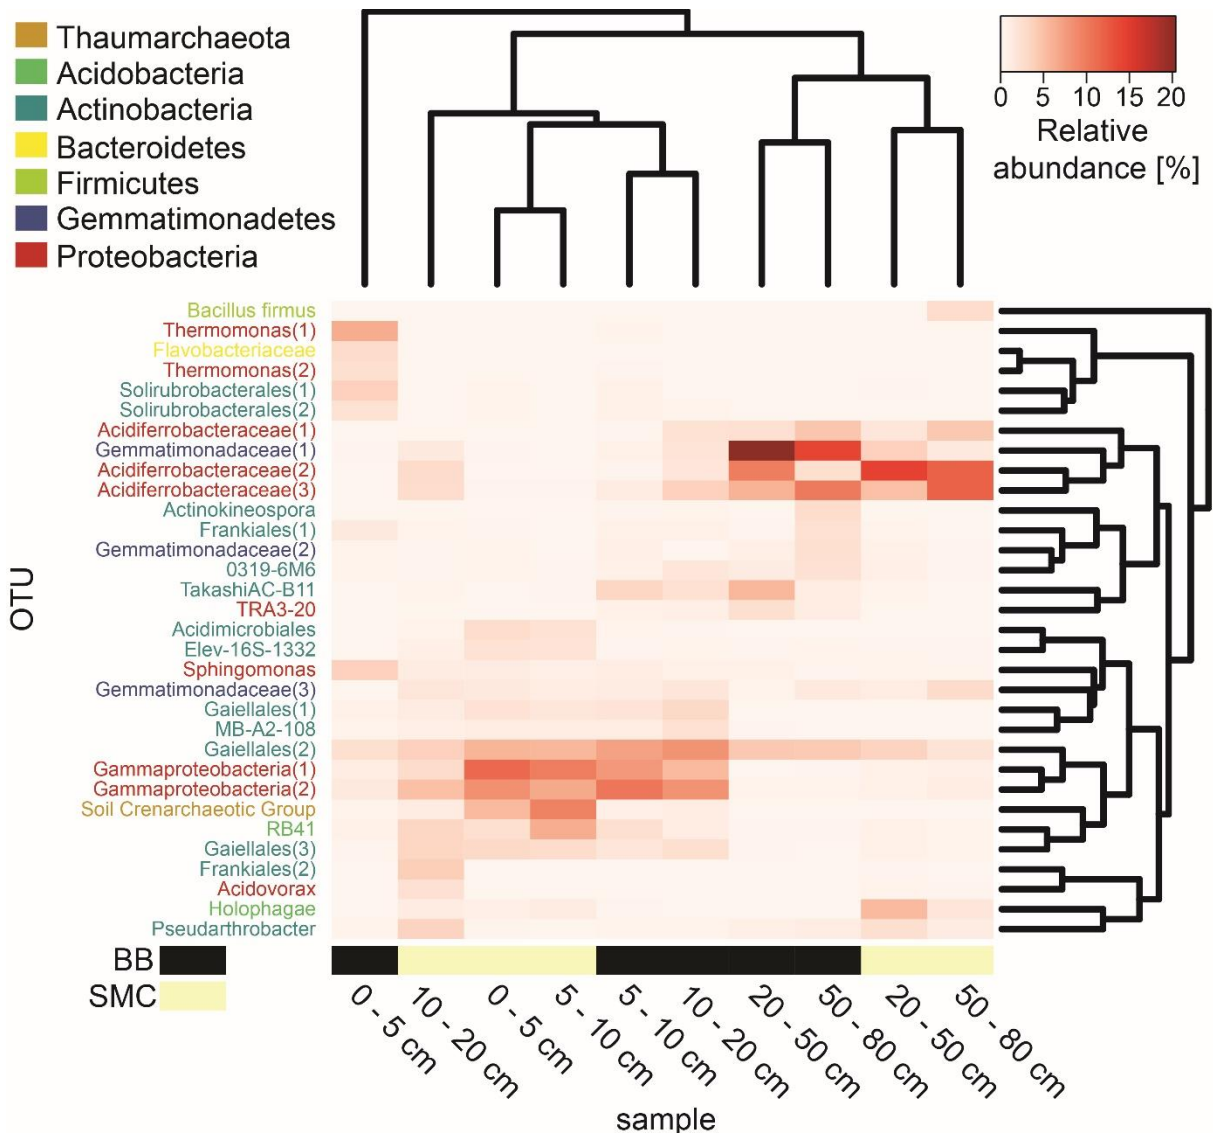 Thaumarchaeota
Acidobacteria
Actinobacteria
Bacteroidetes
Firmicutes
Gemmatimonadetes
Proteobacteria
0 5 10 15 20
Relative
abundance [%]
Bacillus firmus
Thermomonas(1)
Flavobacteriaceae
Thermomonas(2)
Solirubrobacterales(1)
Solirubrobacterales(2)
Acidiferrobacteraceae(1)
Gemmatimonadaceae(1)
Acidiferrobacteraceae(2)
Acidiferrobacteraceae(3)
Actinokineospora
Frankiales(1)
Gemmatimonadaceae(2)
0319-6M6
TakashiAC-B11
TRA3-20
Acidimicrobiales
Elev-16S-1332
Sphingomonas
Gemmatimonadaceae(3)
Gaiellales(1)
MB-A2-108
Gaiellales(2)
Gammaproteobacteria(1)
Gammaproteobacteria(2)
Soil Crenarchaeotic Group
RB41
Gaiellales(3)
Frankiales(2)
Acidovorax
Holophagae
Pseudarthrobacter
OTU
BB
SMC
0 - 5 cm
10 - 20 cm
0 - 5 cm
5 - 10 cm
5 - 10 cm
10 - 20 cm
20 - 50 cm
50 - 80 cm
20 - 50 cm
50 - 80 cm
sample